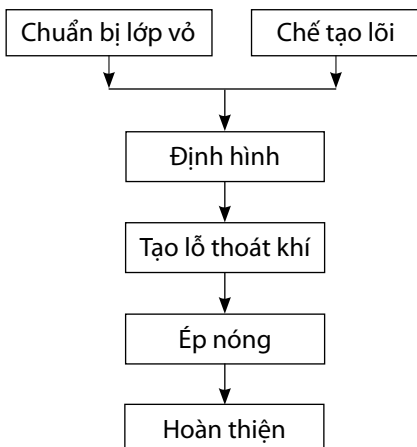 Chuẩn bị lớp vỏ
Chế tạo lõi
Định hình
Tạo lỗ thoát khí
Ép nóng
Hoàn thiện